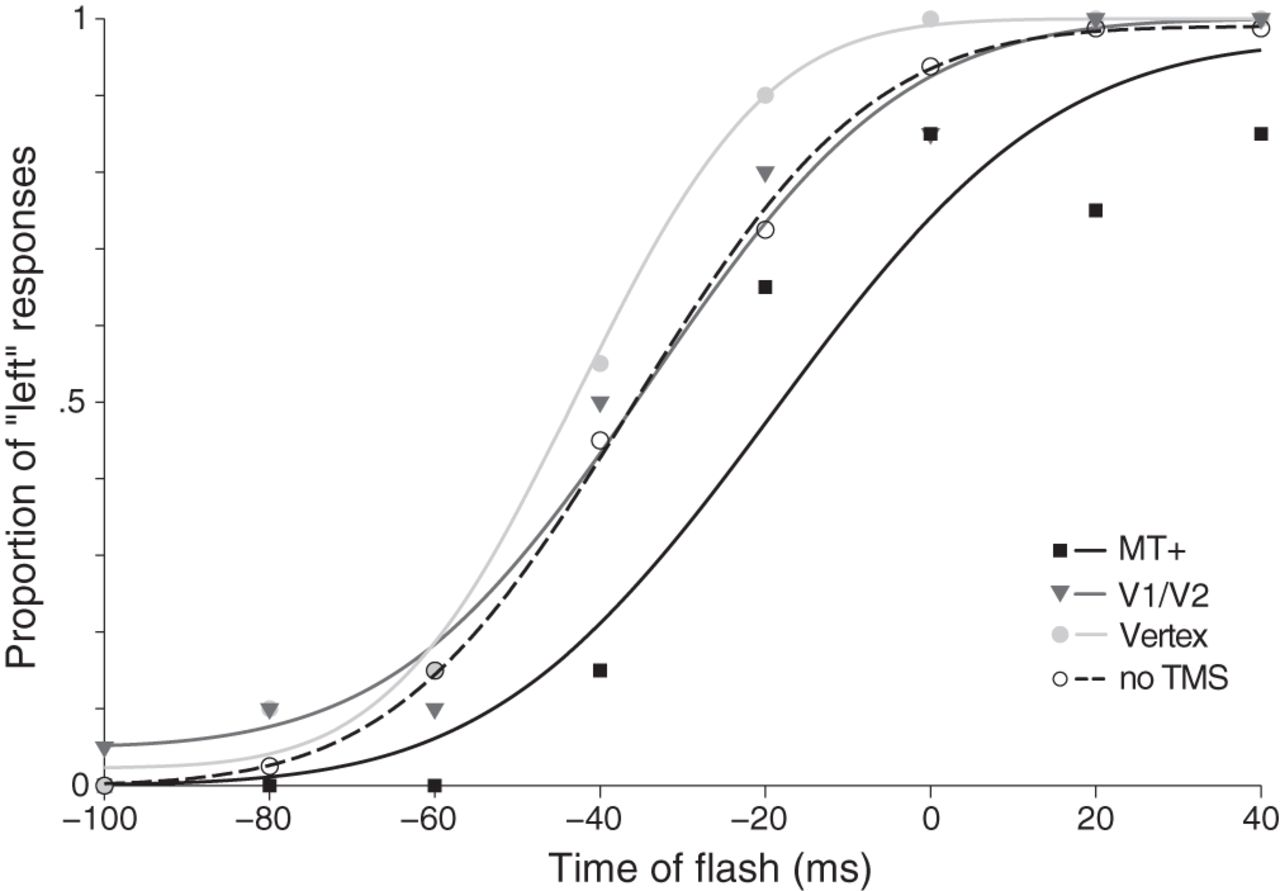 1
.5
0
Proportion of "left" responses
–100 –80 –60 –40 –20 0 20 40
Time of flash (ms)
MT+
V1/V2
Vertex
no TMS